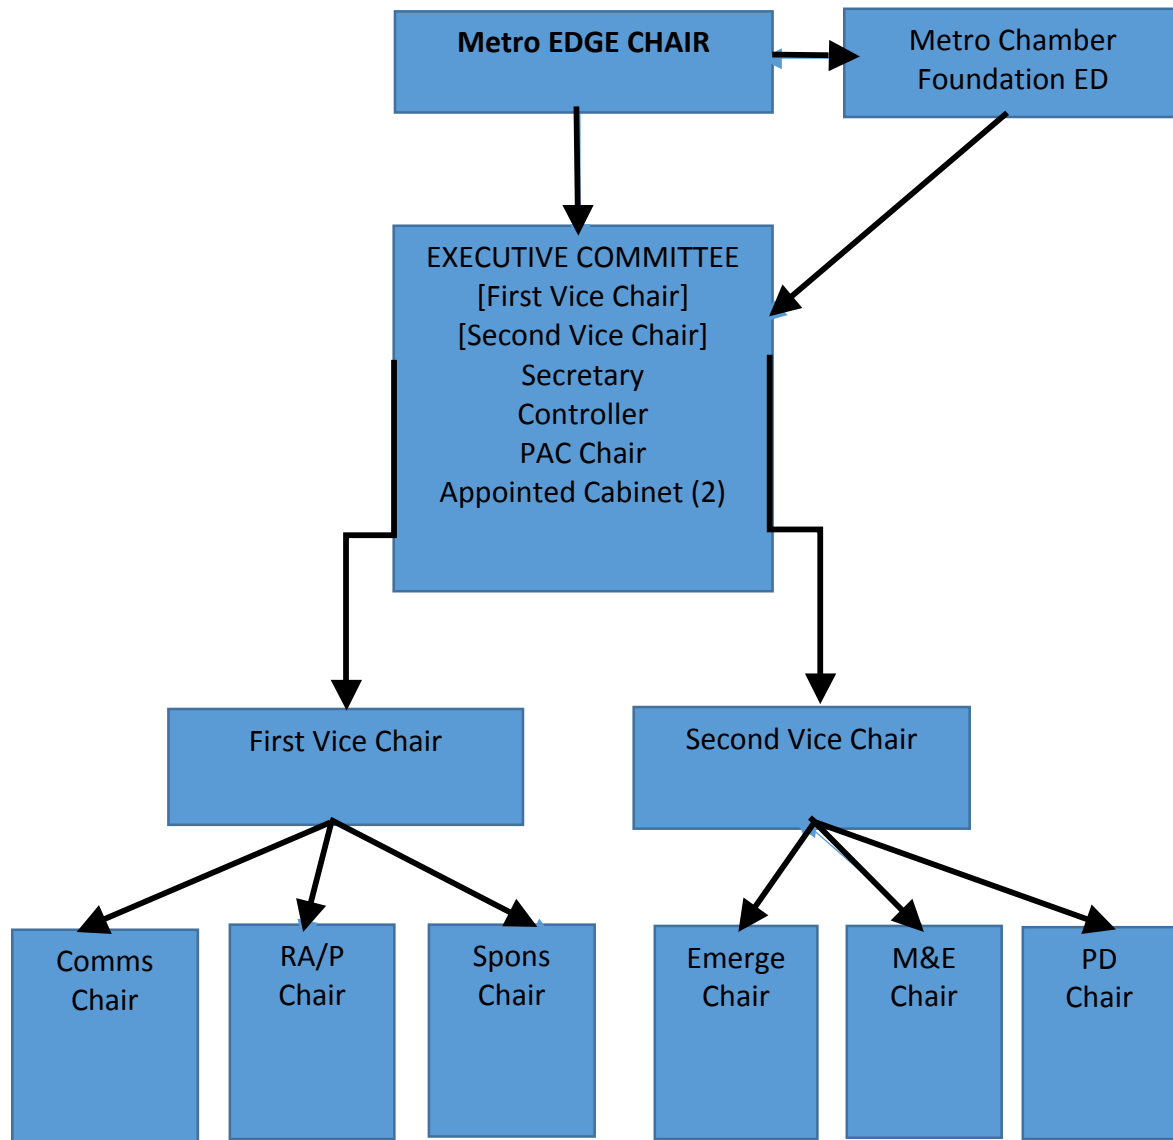 Metro EDGE CHAIR
Metro Chamber
Foundation ED
EXECUTIVE COMMITTEE
[First Vice Chair]
[Second Vice Chair]
Secretary
Controller
PAC Chair
Appointed Cabinet (2)
First Vice Chair
Second Vice Chair
Comms
Chair
RA/P
Chair
Spons
Chair
Emerge
Chair
M&E
Chair
PD
Chair